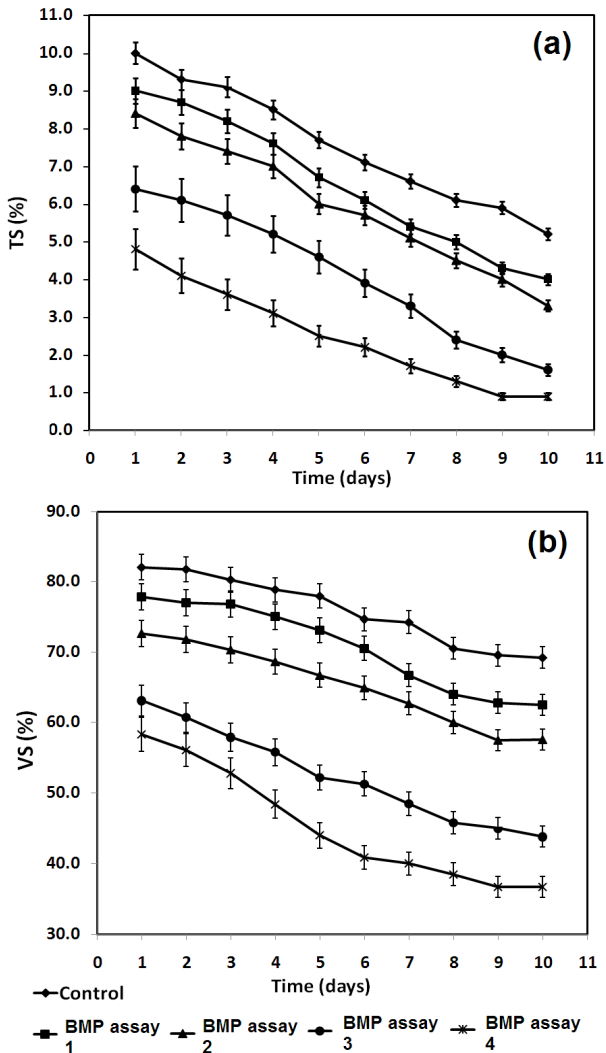 11.0
10.0
9.0
8.0
7.0
6.0
5.0
4.0
3.0
2.0
1.0
0.0
TS (%)
(a)
0 1 2 3 4 5 6 7 8 9 10 11
Time (days)
90.0
80.0
70.0
60.0
50.0
40.0
30.0
VS (%)
(b)
0 1 2 3 4 5 6 7 8 9 10 11
Time (days)
Control
BMP assay 1
BMP assay 2
BMP assay 3
BMP assay 4